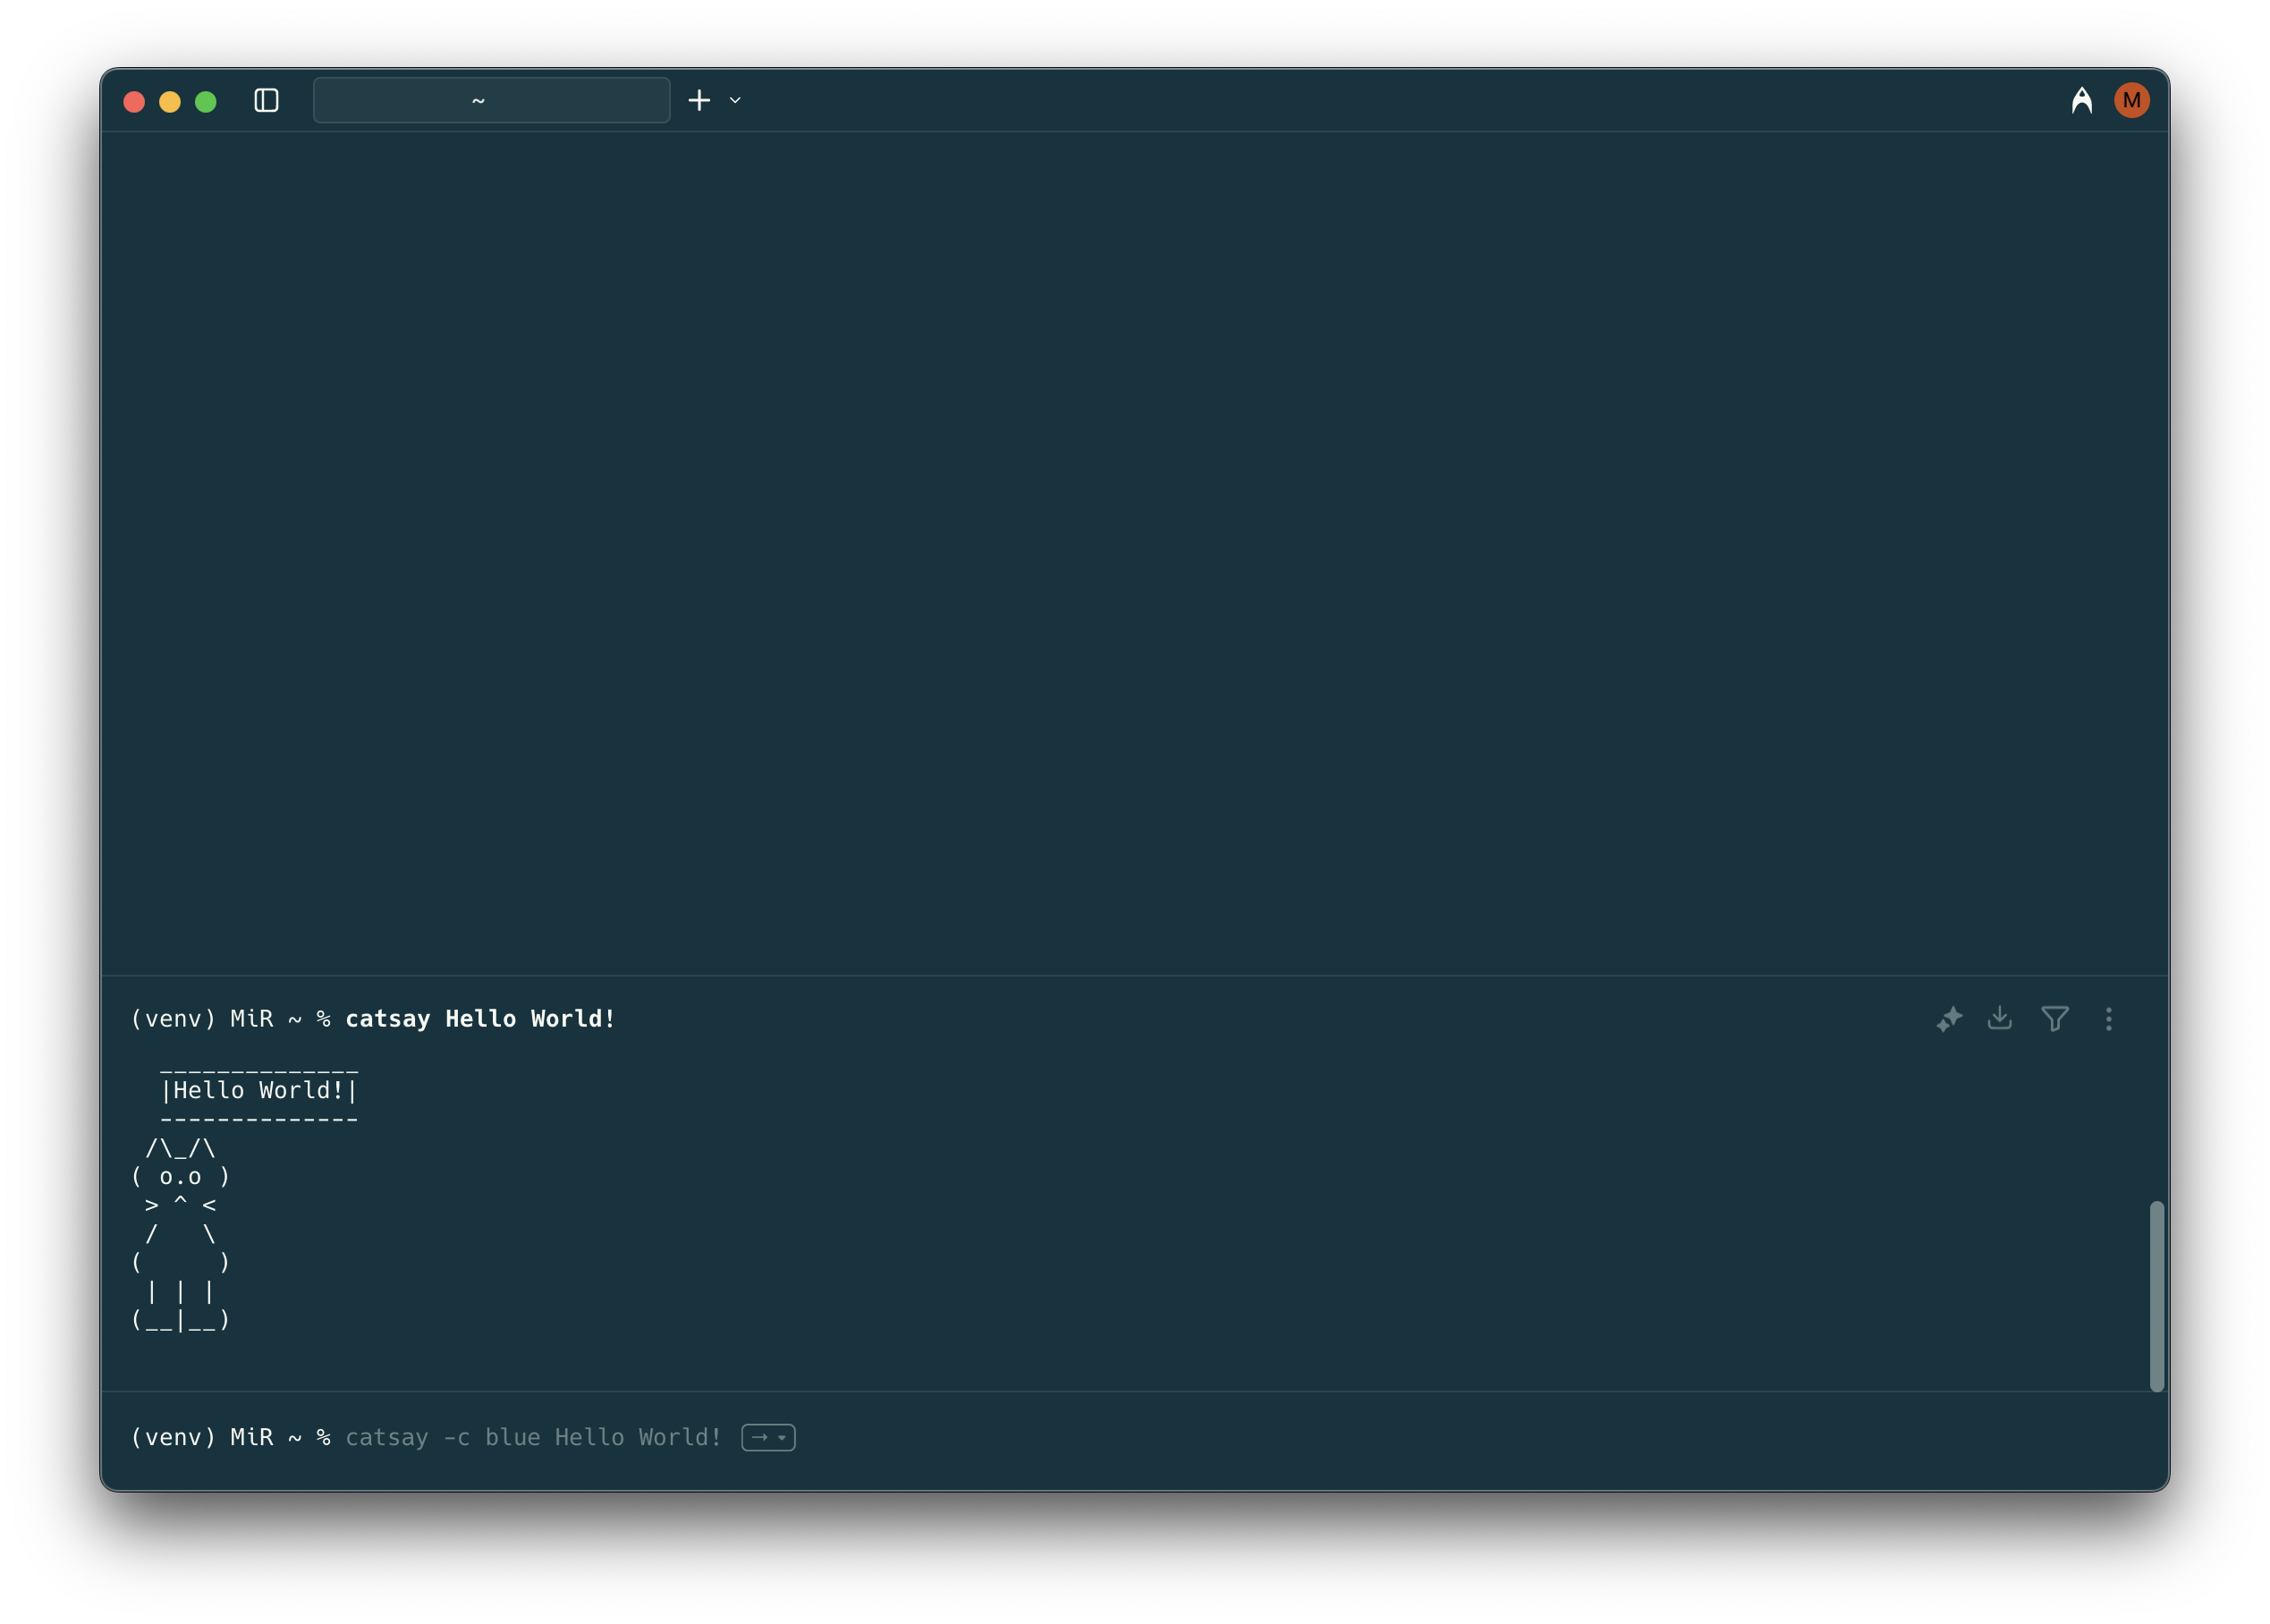 ~
M
(venv) MiR ~ % catsay Hello World!
   ______________
  |Hello World!|
  --------------
 /\_/\
( o.o )
 > ^ <
 /   \
(     )
 | | |
(__|__)
(venv) MiR ~ % catsay -c blue Hello World!